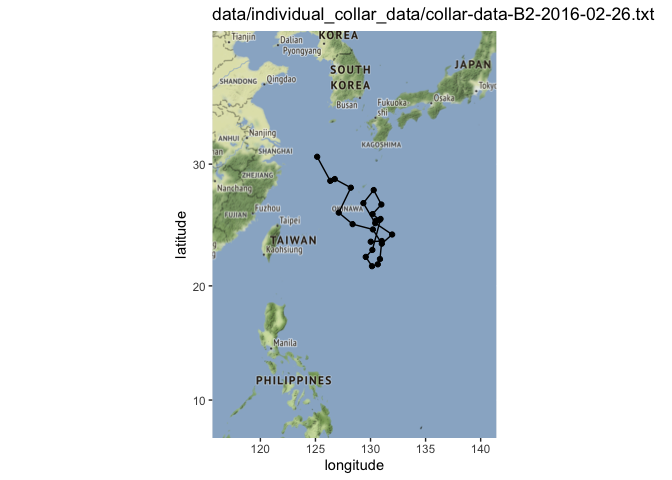 data/individual_collar_data/collar-data-B2-2016-02-26.txt
Tianjin
Dalian
KOREA
Pyongyang
SOUTH
KOREA
JAPAN
SHANDONG
Qingdao
Busan
Fukuoka
shi
Osaka
Tokyo
ANHUI
Nanjing
SHANGHAI
KAGOSHIMA
ZHEJIANG
Nanchang
FUJIAN
Fuzhou
Taipei
TAIWAN
Kaohsiung
Manila
PHILIPPINES
30
20
10
latitude
120
125
130
135
140
longitude